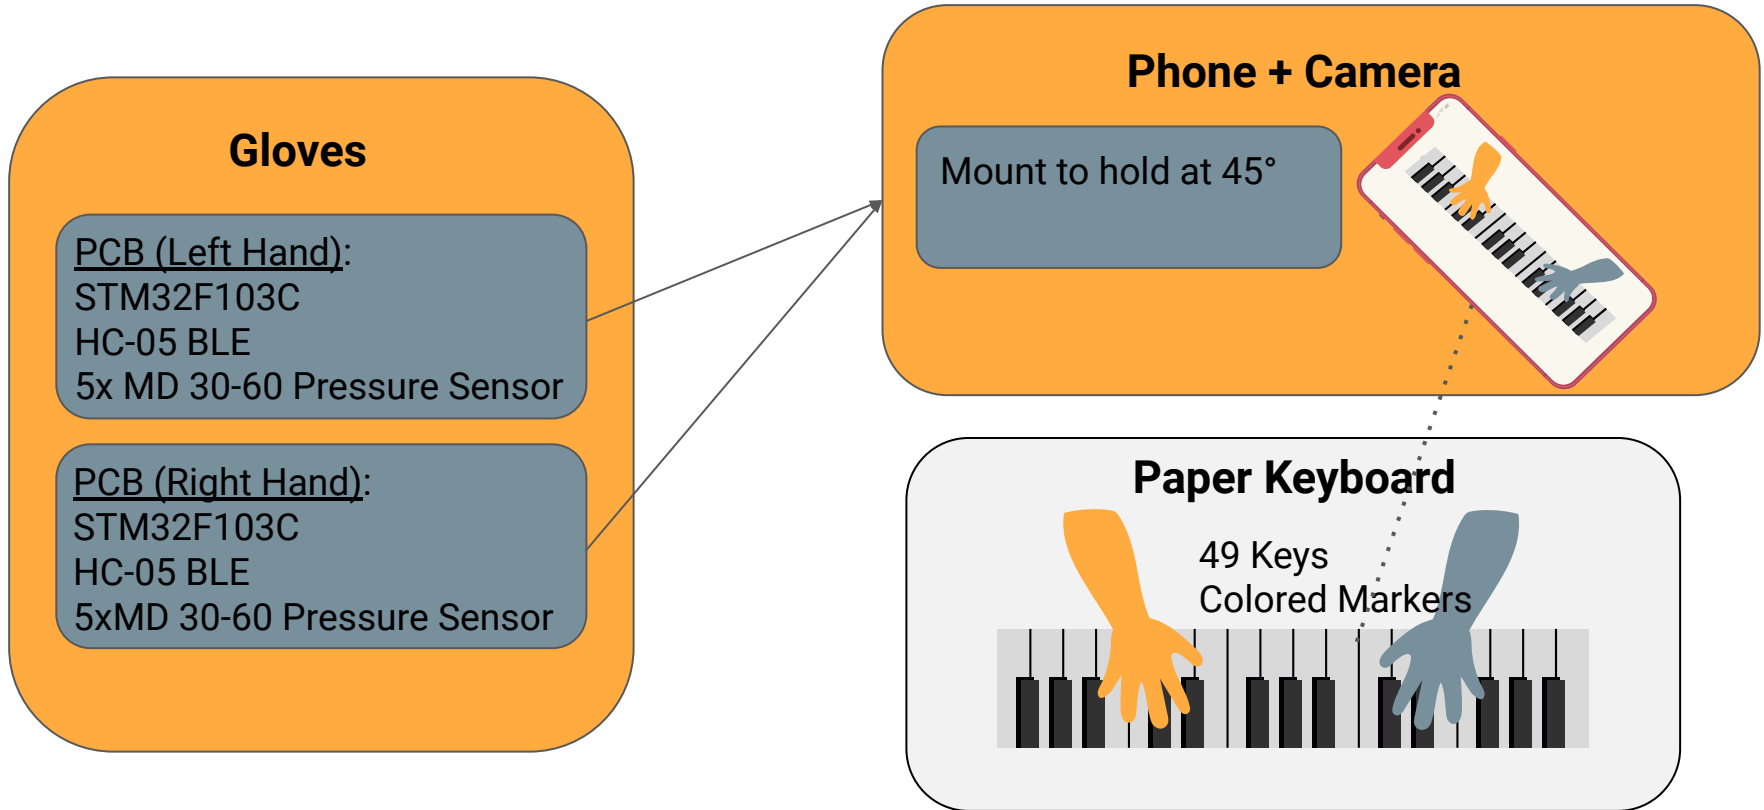 Gloves
PCB (Left Hand):
STM32F103C
HC-05 BLE
5x MD 30-60 Pressure Sensor
PCB (Right Hand):
STM32F103C
HC-05 BLE
5xMD 30-60 Pressure Sensor
Phone + Camera
Mount to hold at 45°
Paper Keyboard
49 Keys
Colored Markers